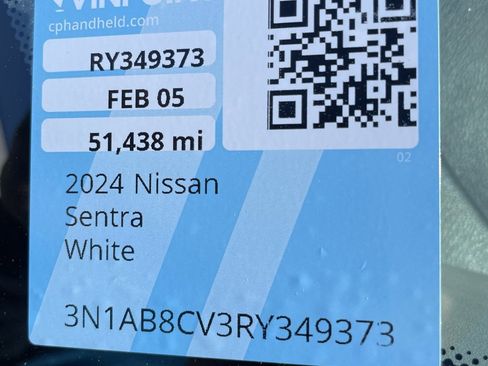 cphandheld.com
RY349373
FEB 05
51,438 mi
02
2024 Nissan
Sentra
White
3N1AB8CV3RY349373